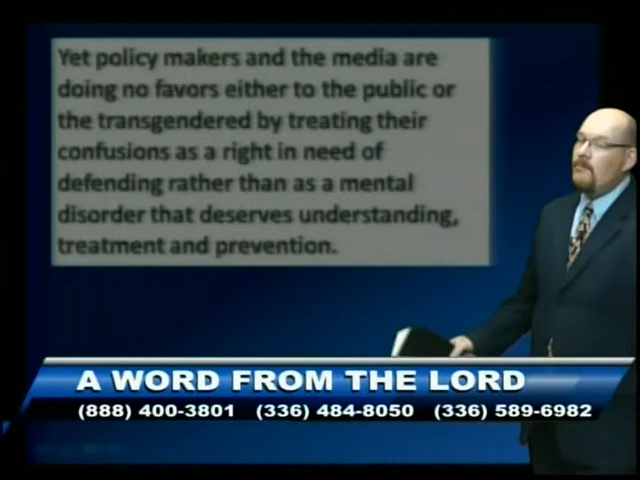 Yet policy makers and the media are
doing no favors either to the public or
the transgendered by treating their
confusions as a right in need of
defending rather than as a mental
disorder that deserves understanding,
treatment and prevention.
A WORD FROM THE LORD
(888) 400-3801 (336) 484-8050 (336) 589-6982